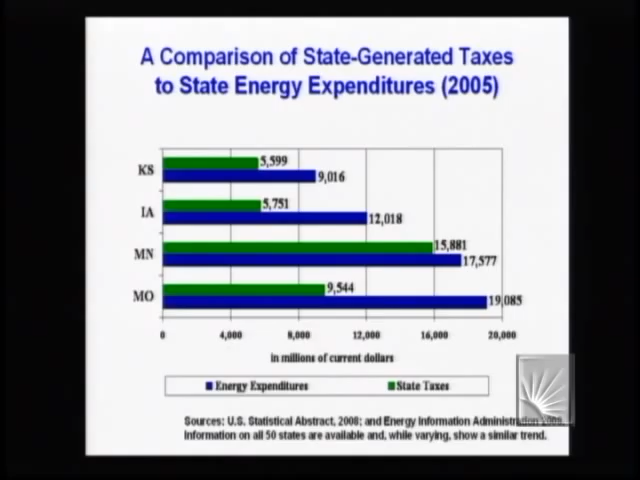 A Comparison of State-Generated Taxes
to State Energy Expenditures (2005)
KS
5,599
9,016
IA
5,751
12,018
MN
15,881
17,577
MO
9,544
19,085
0 4,000 8,000 12,000 16,000 20,000
in millions of current dollars
Energy Expenditures State Taxes
Sources: U.S. Statistical Abstract, 2008; and Energy Information Administration
Information on all 50 states are available and, while varying, show a similar trend.